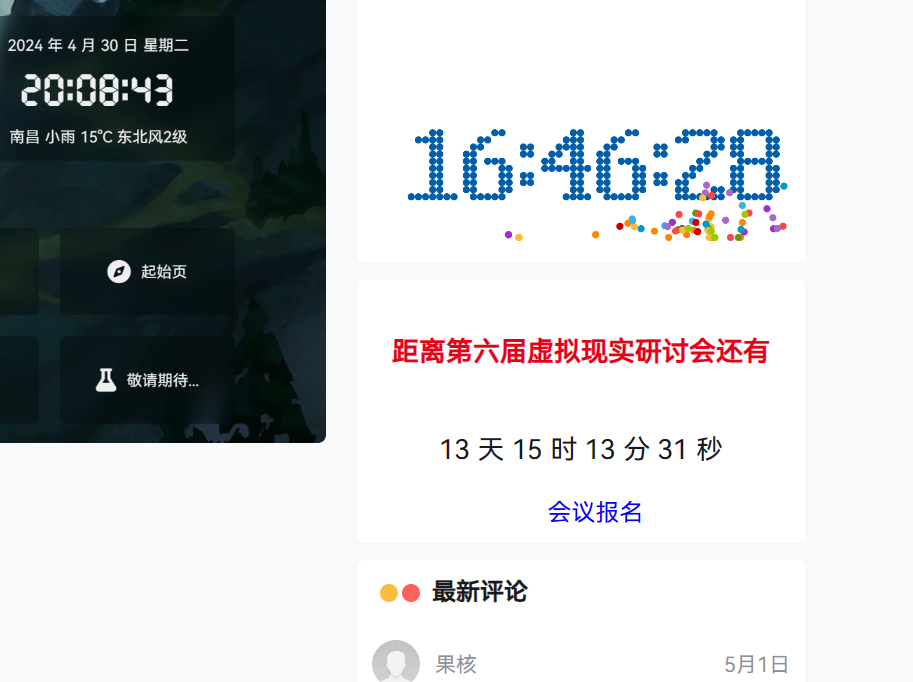 2024 年 4 月 30 日 星期二
20:08:43
南昌 小雨 15℃ 东北风2级
起始页
敬请期待...
16:46:28
距离第六届虚拟现实研讨会还有
13 天 15 时 13 分 31 秒
会议报名
最新评论
果核
5月1日